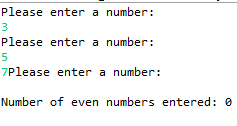 Please enter a number:
3
Please enter a number:
5
7Please enter a number:
Number of even numbers entered: 0